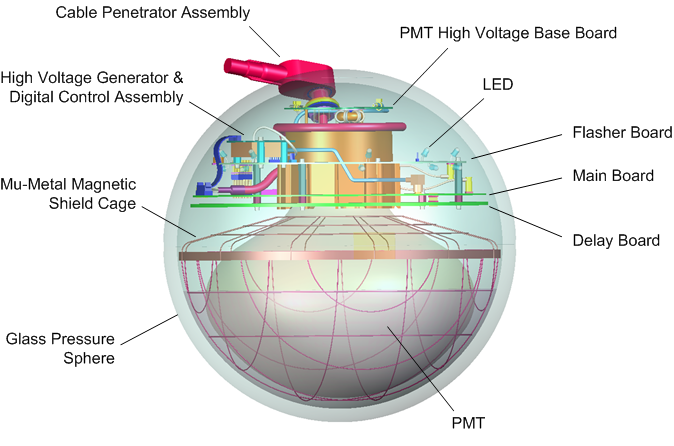 Cable Penetrator Assembly
PMT High Voltage Base Board
High Voltage Generator &
Digital Control Assembly
LED
Flasher Board
Main Board
Mu-Metal Magnetic
Shield Cage
Delay Board
Glass Pressure
Sphere
PMT